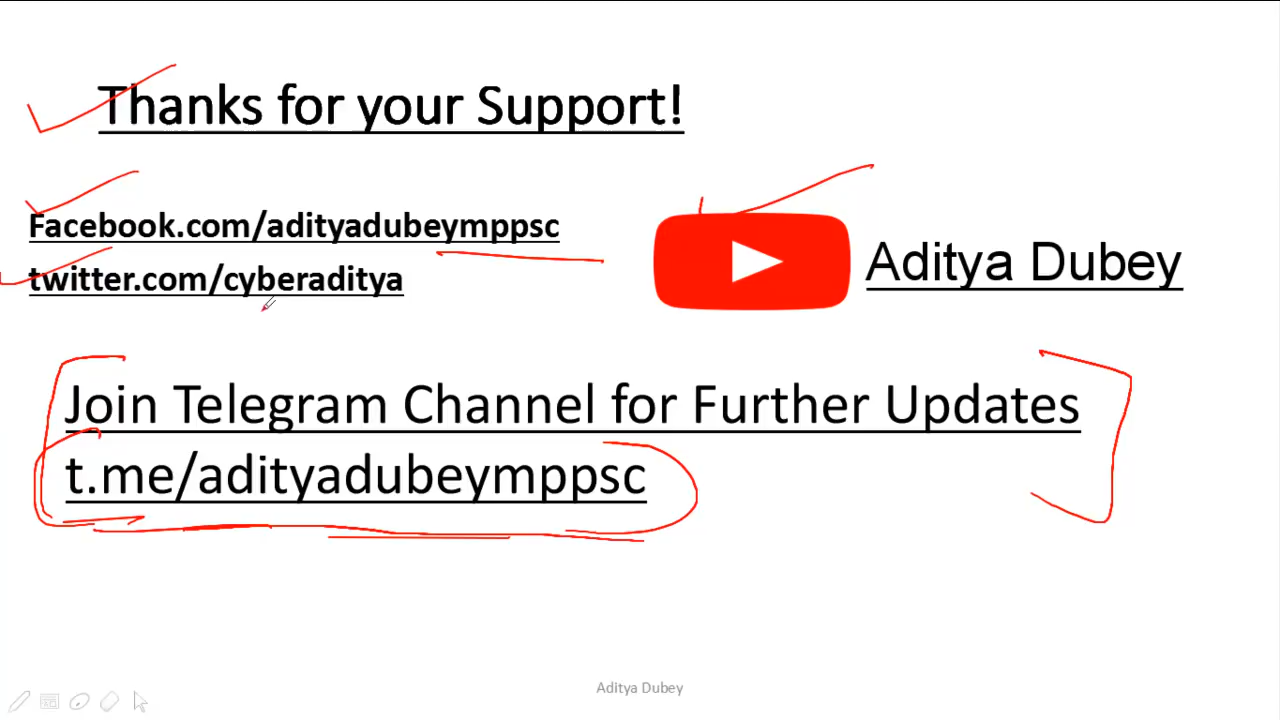 Thanks for your Support!
Facebook.com/adityadubeymppsc
twitter.com/cyberaditya
Aditya Dubey
Join Telegram Channel for Further Updates
t.me/adityadubeymppsc
Aditya Dubey